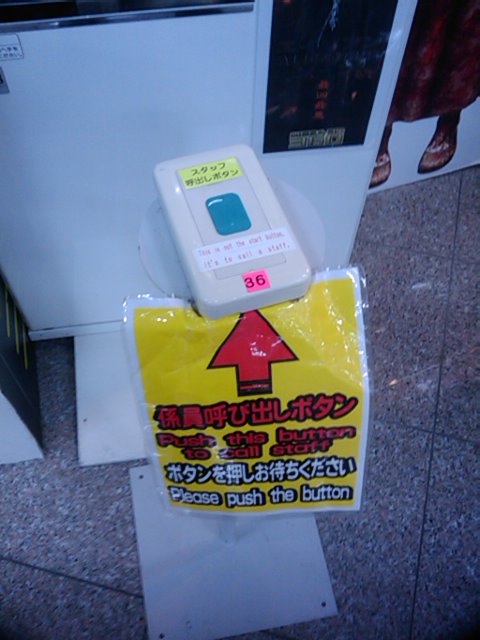 スタッフ
呼出しボタン
This is not the start button,
it's to call a staff.
36
係員呼び出しボタン
Push this button
to call staff
ボタンを押しお待ちください
Please push the button